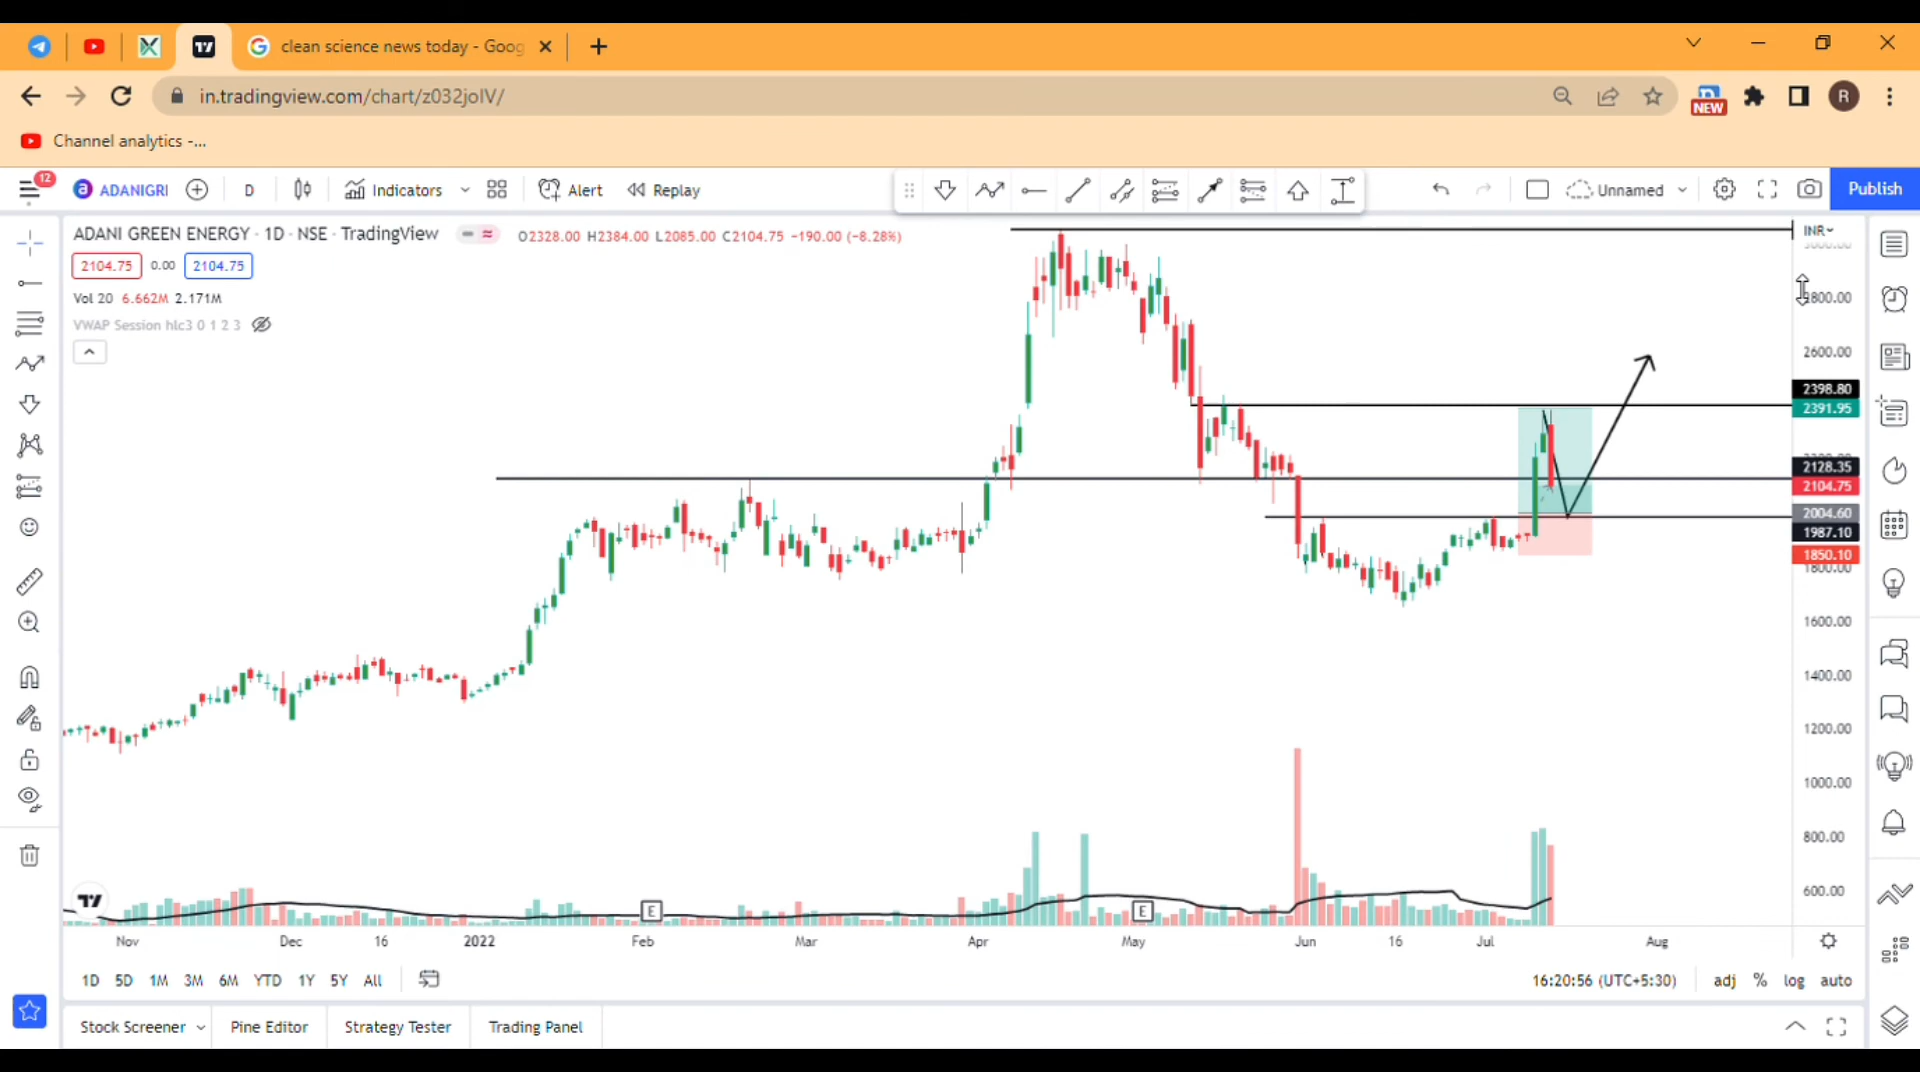 clean science news today - Goog
in.tradingview.com/chart/z032joIV/
NEW
R
Channel analytics -...
12
ADANIGRI
D
Indicators
Alert
Replay
Unnamed
Publish
ADANI GREEN ENERGY · 1D · NSE · TradingView
O2328.00 H2384.00 L2085.00 C2104.75 −190.00 (−8.28%)
INR
2104.75 0.00 2104.75
Vol 20 6.662M 2.171M
VWAP Session hlc3 0 1 2 3
2600.00
2398.80
2391.95
2128.35
2104.75
2004.60
1987.10
1850.10
1800.00
1600.00
1400.00
1200.00
1000.00
800.00
600.00
E E
Nov Dec 16 2022 Feb Mar Apr May Jun 16 Jul Aug
1D 5D 1M 3M 6M YTD 1Y 5Y All
16:20:56 (UTC+5:30) adj % log auto
Stock Screener Pine Editor Strategy Tester Trading Panel